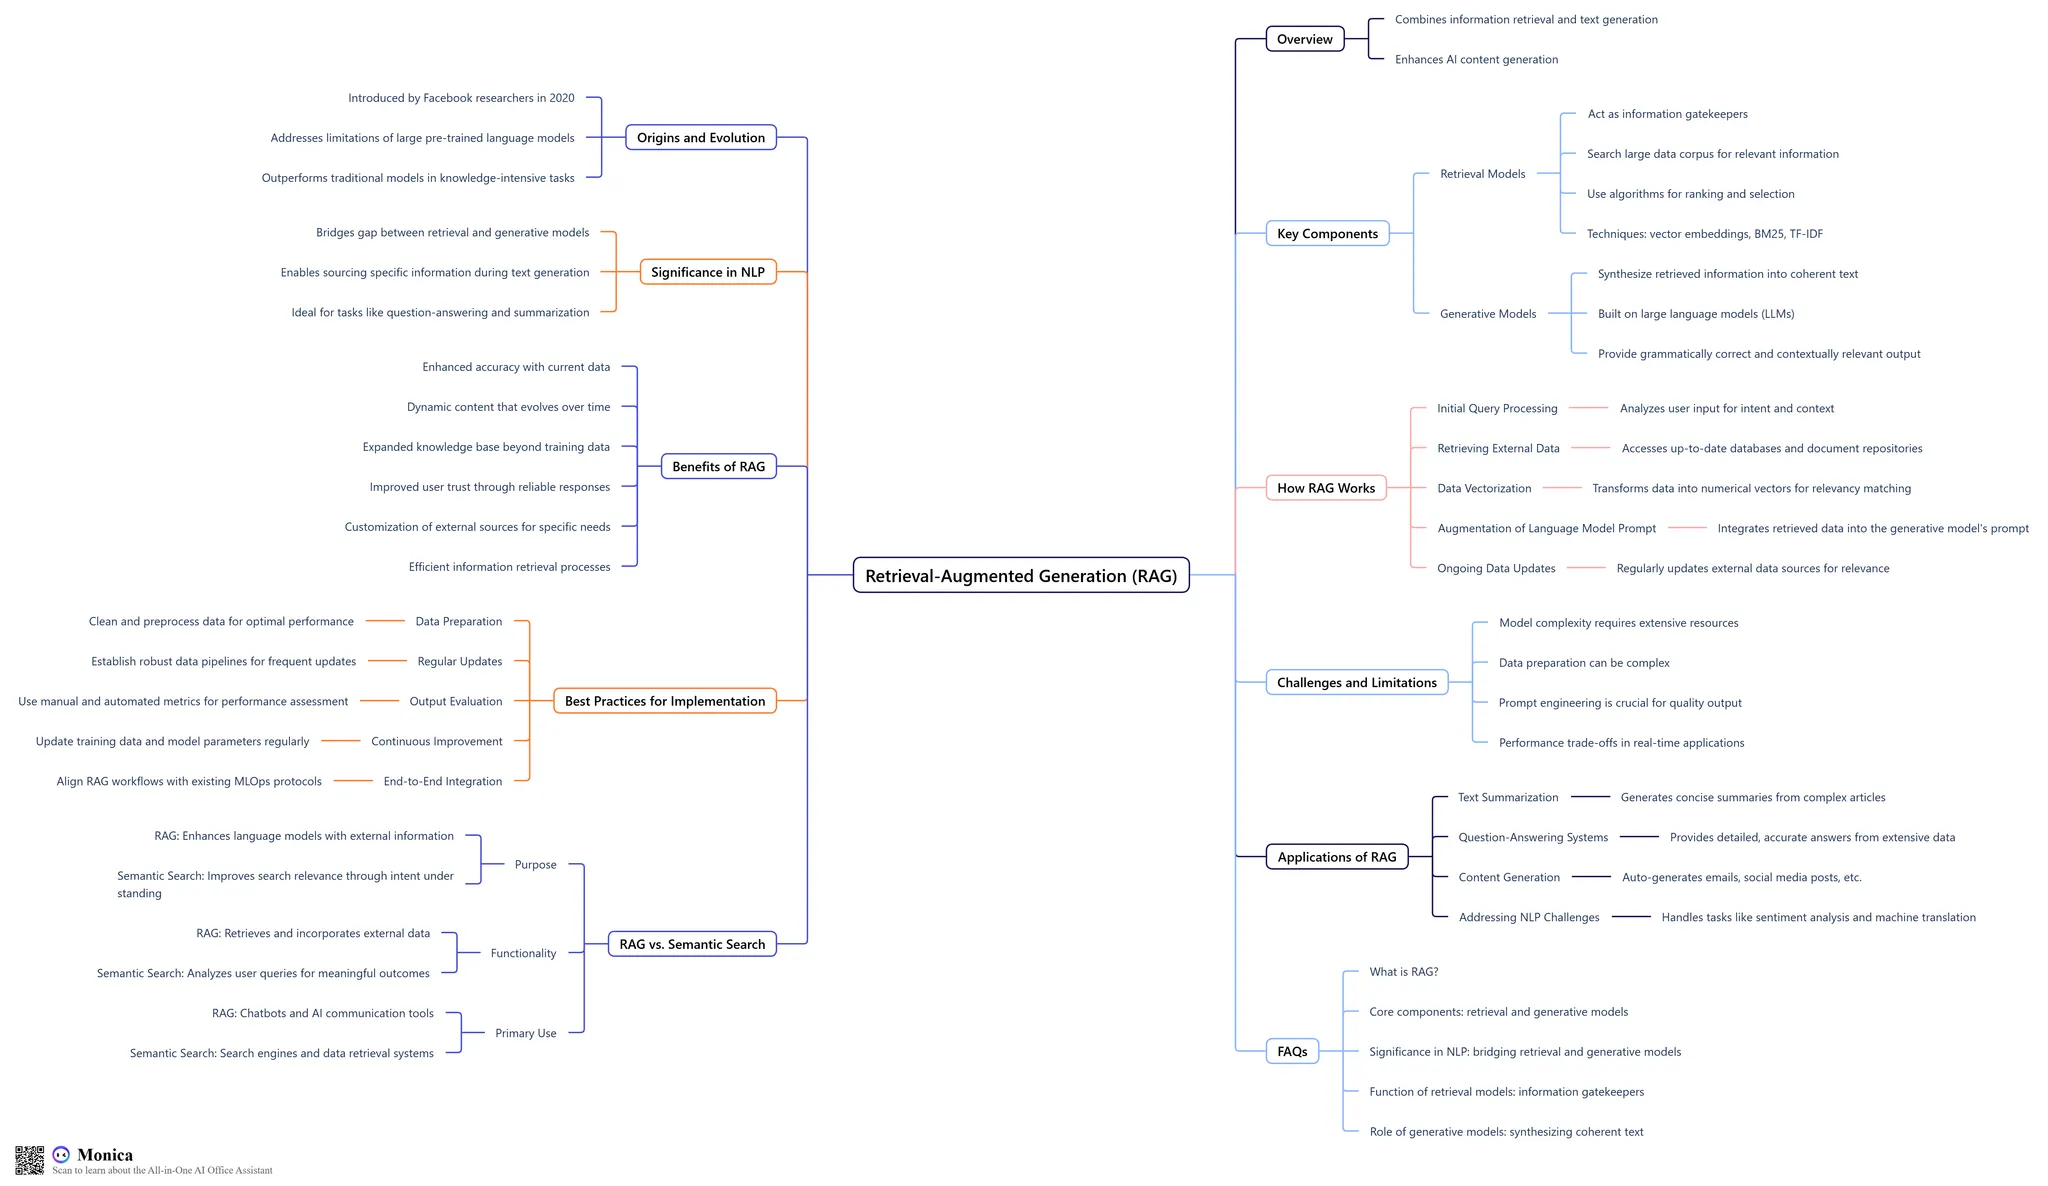 Retrieval-Augmented Generation (RAG)
Overview
Combines information retrieval and text generation
Enhances AI content generation
Key Components
Retrieval Models
Act as information gatekeepers
Search large data corpus for relevant information
Use algorithms for ranking and selection
Techniques: vector embeddings, BM25, TF-IDF
Generative Models
Synthesize retrieved information into coherent text
Built on large language models (LLMs)
Provide grammatically correct and contextually relevant output
How RAG Works
Initial Query Processing
Analyzes user input for intent and context
Retrieving External Data
Accesses up-to-date databases and document repositories
Data Vectorization
Transforms data into numerical vectors for relevancy matching
Augmentation of Language Model Prompt
Integrates retrieved data into the generative model's prompt
Ongoing Data Updates
Regularly updates external data sources for relevance
Challenges and Limitations
Model complexity requires extensive resources
Data preparation can be complex
Prompt engineering is crucial for quality output
Performance trade-offs in real-time applications
Applications of RAG
Text Summarization
Generates concise summaries from complex articles
Question-Answering Systems
Provides detailed, accurate answers from extensive data
Content Generation
Auto-generates emails, social media posts, etc.
Addressing NLP Challenges
Handles tasks like sentiment analysis and machine translation
FAQs
What is RAG?
Core components: retrieval and generative models
Significance in NLP: bridging retrieval and generative models
Function of retrieval models: information gatekeepers
Role of generative models: synthesizing coherent text
Origins and Evolution
Introduced by Facebook researchers in 2020
Addresses limitations of large pre-trained language models
Outperforms traditional models in knowledge-intensive tasks
Significance in NLP
Bridges gap between retrieval and generative models
Enables sourcing specific information during text generation
Ideal for tasks like question-answering and summarization
Benefits of RAG
Enhanced accuracy with current data
Dynamic content that evolves over time
Expanded knowledge base beyond training data
Improved user trust through reliable responses
Customization of external sources for specific needs
Efficient information retrieval processes
Best Practices for Implementation
Data Preparation
Clean and preprocess data for optimal performance
Regular Updates
Establish robust data pipelines for frequent updates
Output Evaluation
Use manual and automated metrics for performance assessment
Continuous Improvement
Update training data and model parameters regularly
End-to-End Integration
Align RAG workflows with existing MLOps protocols
RAG vs. Semantic Search
Purpose
RAG: Enhances language models with external information
Semantic Search: Improves search relevance through intent under
standing
Functionality
RAG: Retrieves and incorporates external data
Semantic Search: Analyzes user queries for meaningful outcomes
Primary Use
RAG: Chatbots and AI communication tools
Semantic Search: Search engines and data retrieval systems
Monica
Scan to learn about the All-in-One AI Office Assistant